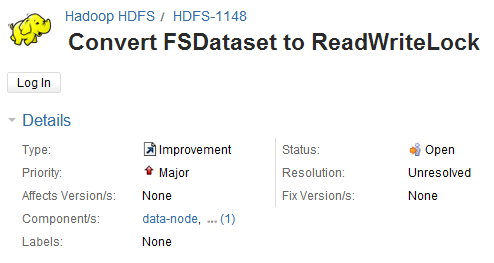 Hadoop HDFS / HDFS-1148
Convert FSDataset to ReadWriteLock
Log In
Details
Type: Improvement Status: Open
Priority: Major Resolution: Unresolved
Affects Version/s: None Fix Version/s: None
Component/s: data-node, ... (1)
Labels: None